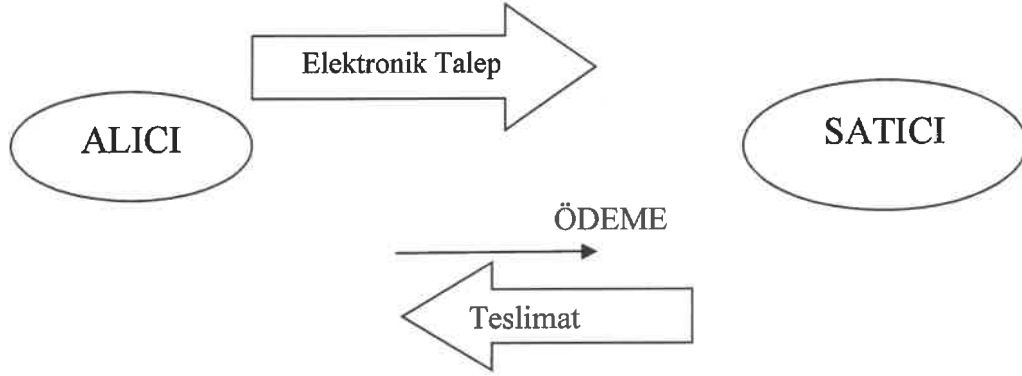 Elektronik Talep
ALICI
SATICI
ÖDEME
Teslimat